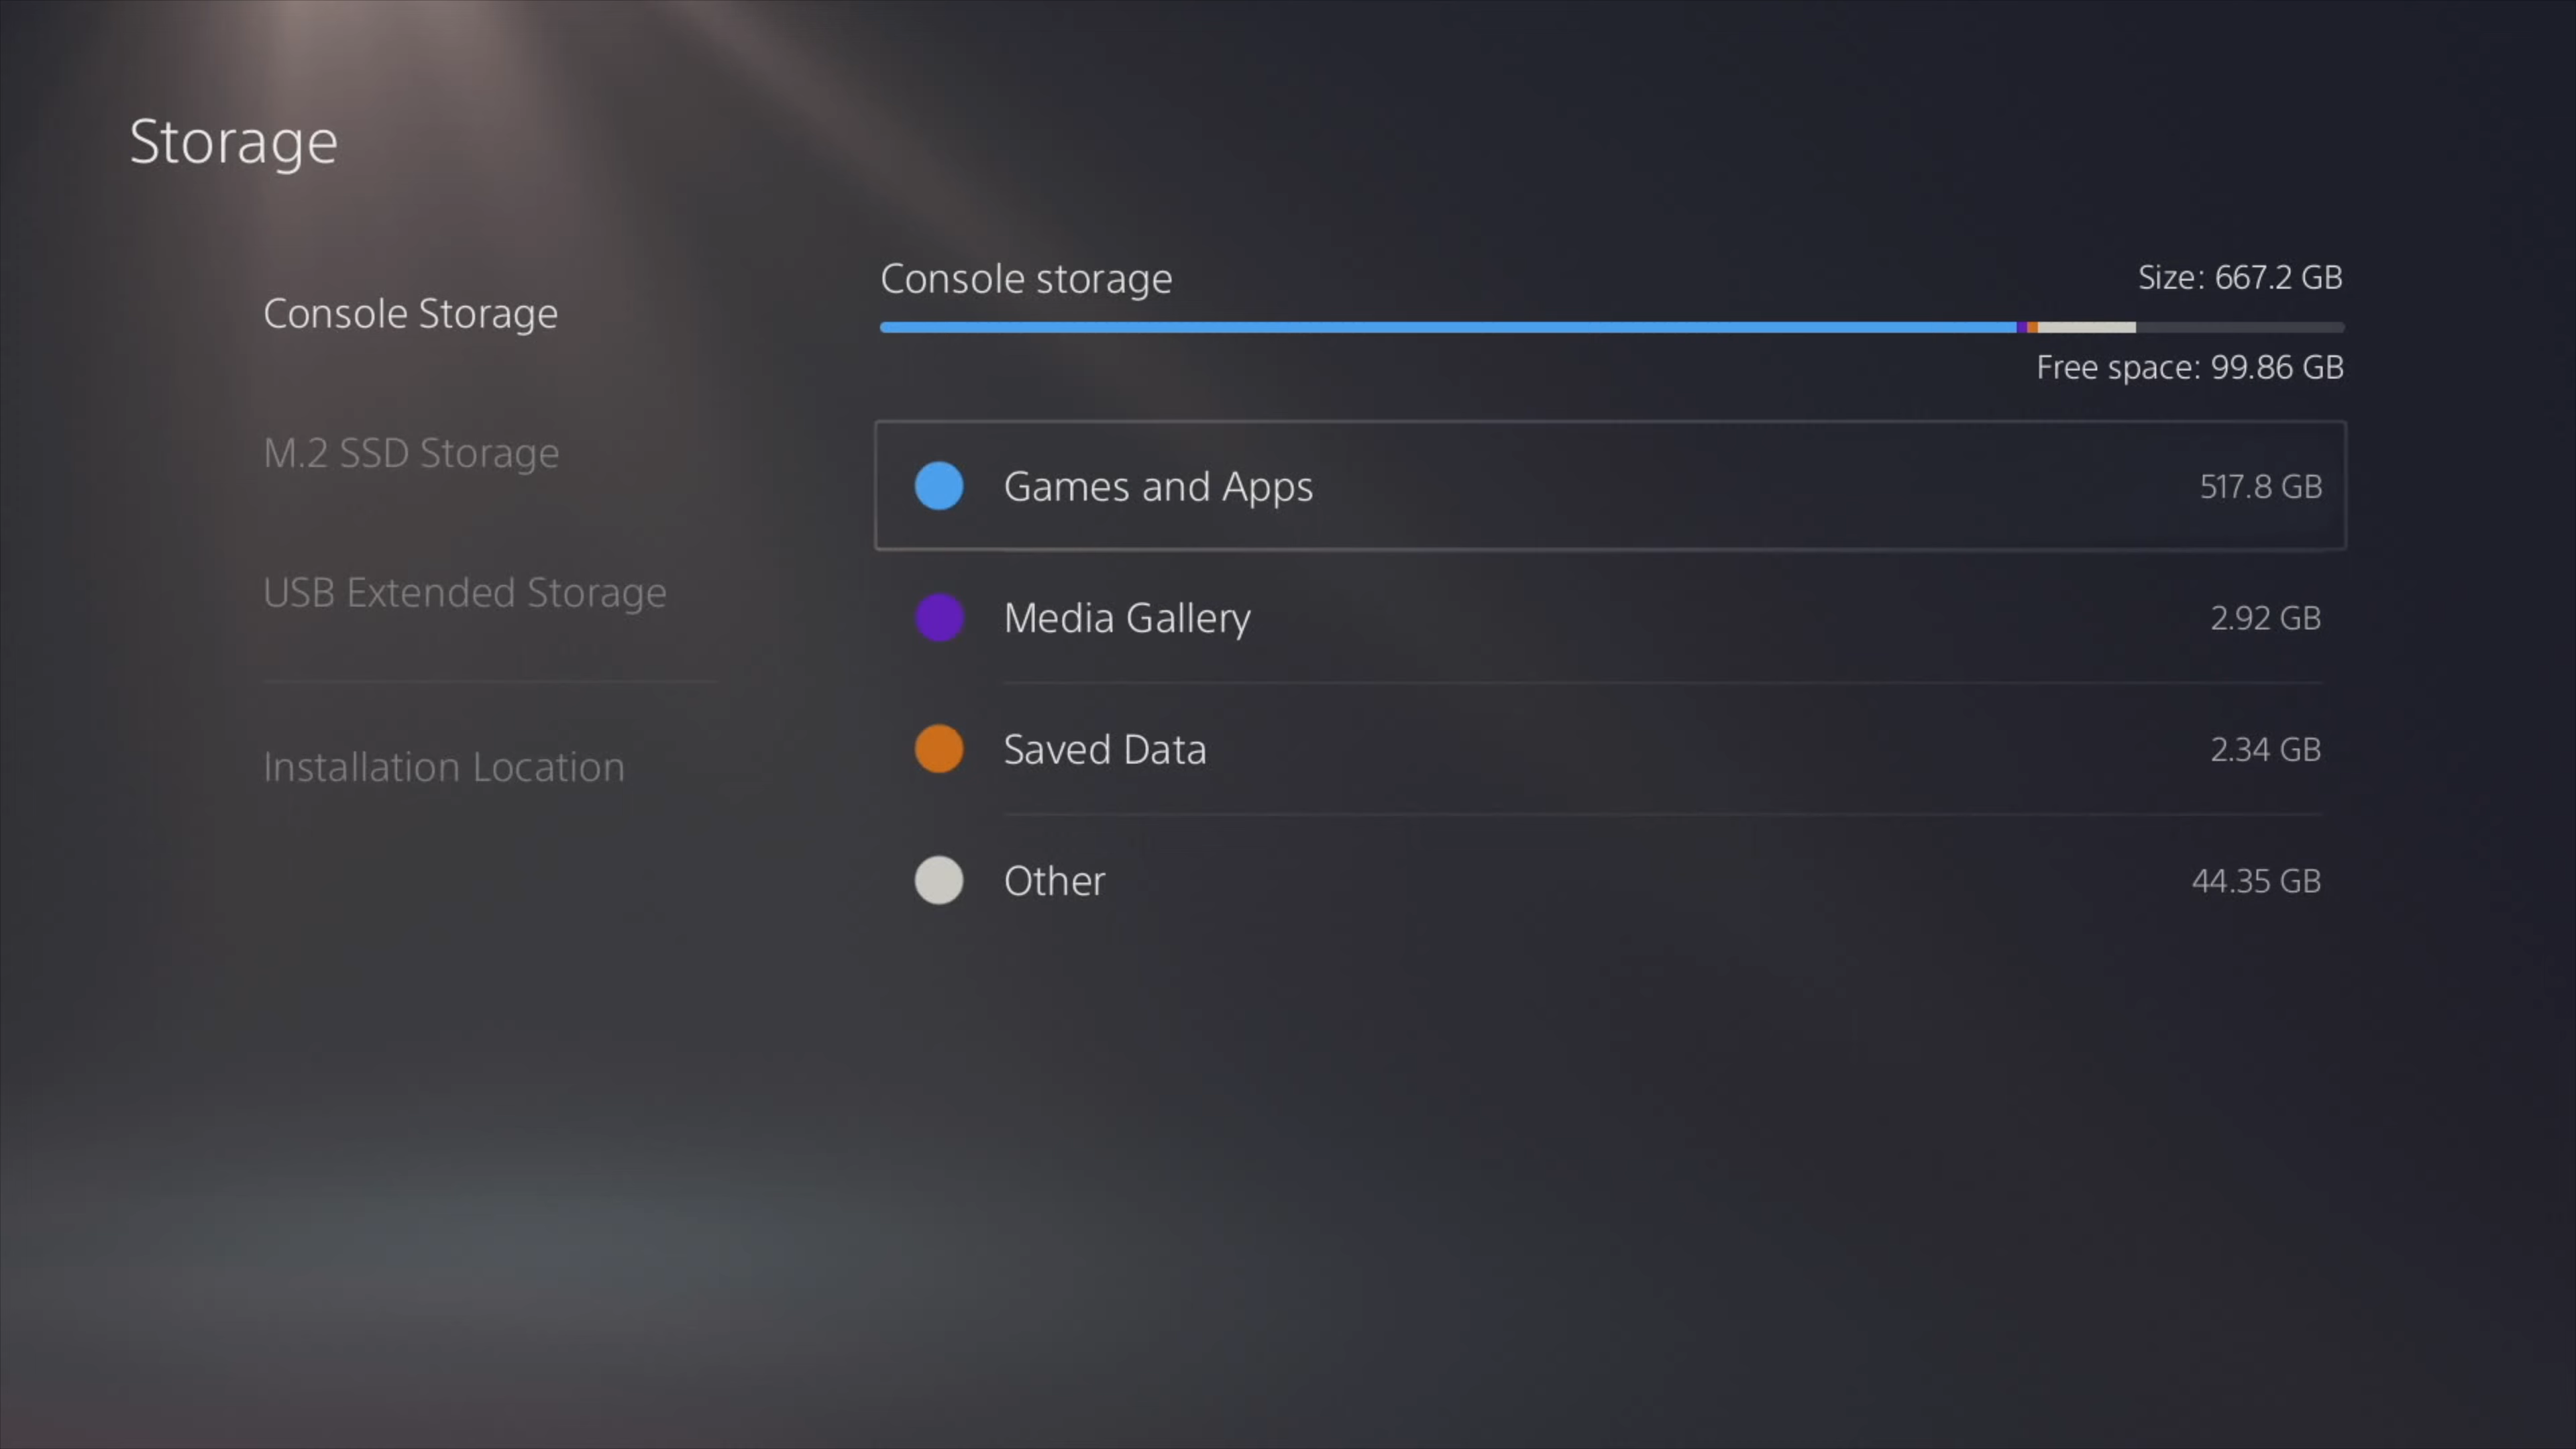 Storage
Console Storage
M.2 SSD Storage
USB Extended Storage
Installation Location
Console storage
Size: 667.2 GB
Free space: 99.86 GB
Games and Apps
517.8 GB
Media Gallery
2.92 GB
Saved Data
2.34 GB
Other
44.35 GB